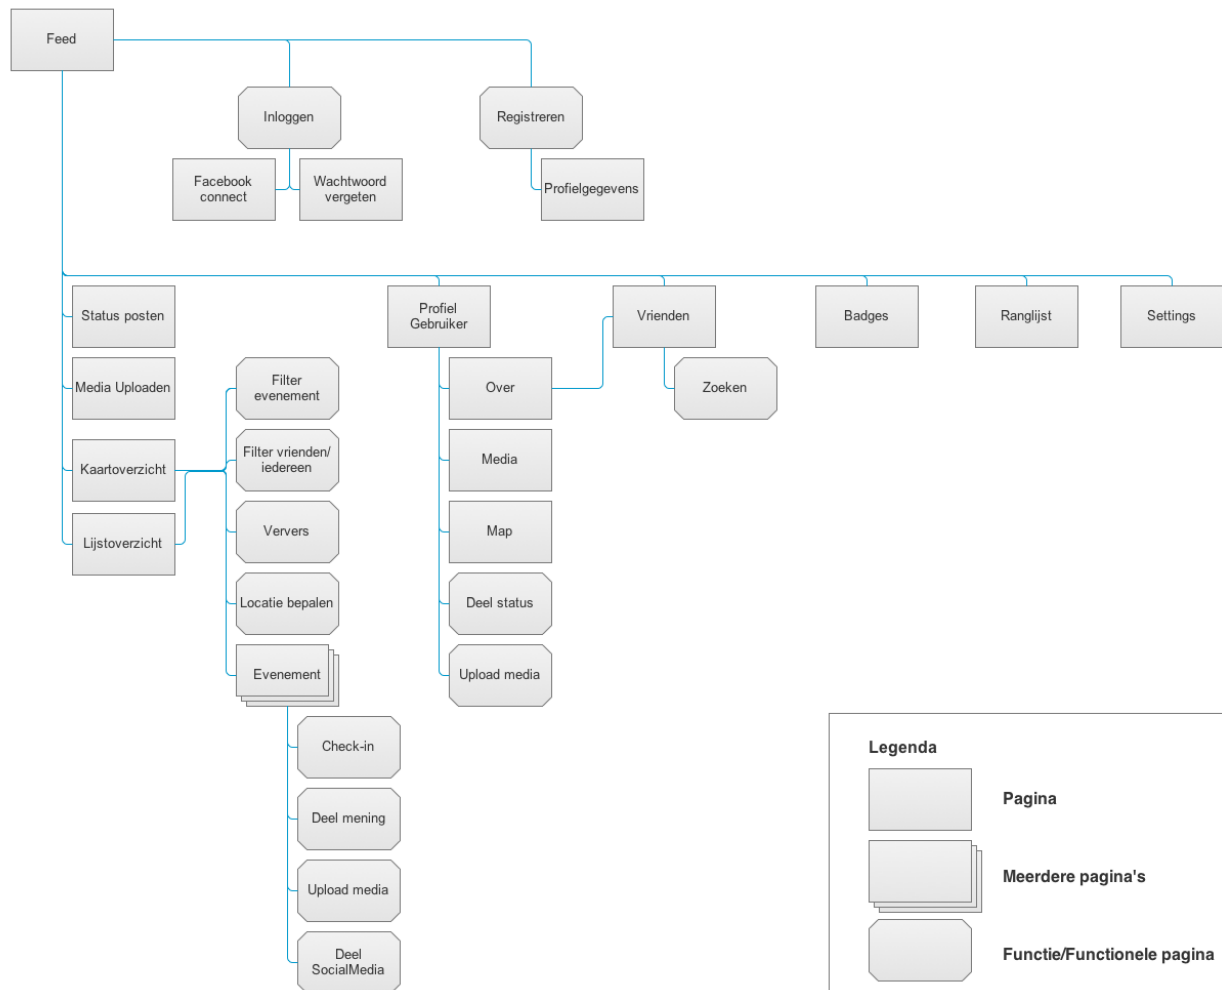 Feed
Inloggen
Registreren
Facebook
connect
Wachtwoord
vergeten
Profielgegevens
Status posten
Profiel
Gebruiker
Vrienden
Badges
Ranglijst
Settings
Media Uploaden
Filter
evenement
Over
Zoeken
Kaartoverzicht
Filter vrienden/
iedereen
Media
Lijstoverzicht
Ververs
Map
Locatie bepalen
Deel status
Evenement
Upload media
Check-in
Deel mening
Upload media
Deel
SocialMedia
Legenda
Pagina
Meerdere pagina's
Functie/Functionele pagina